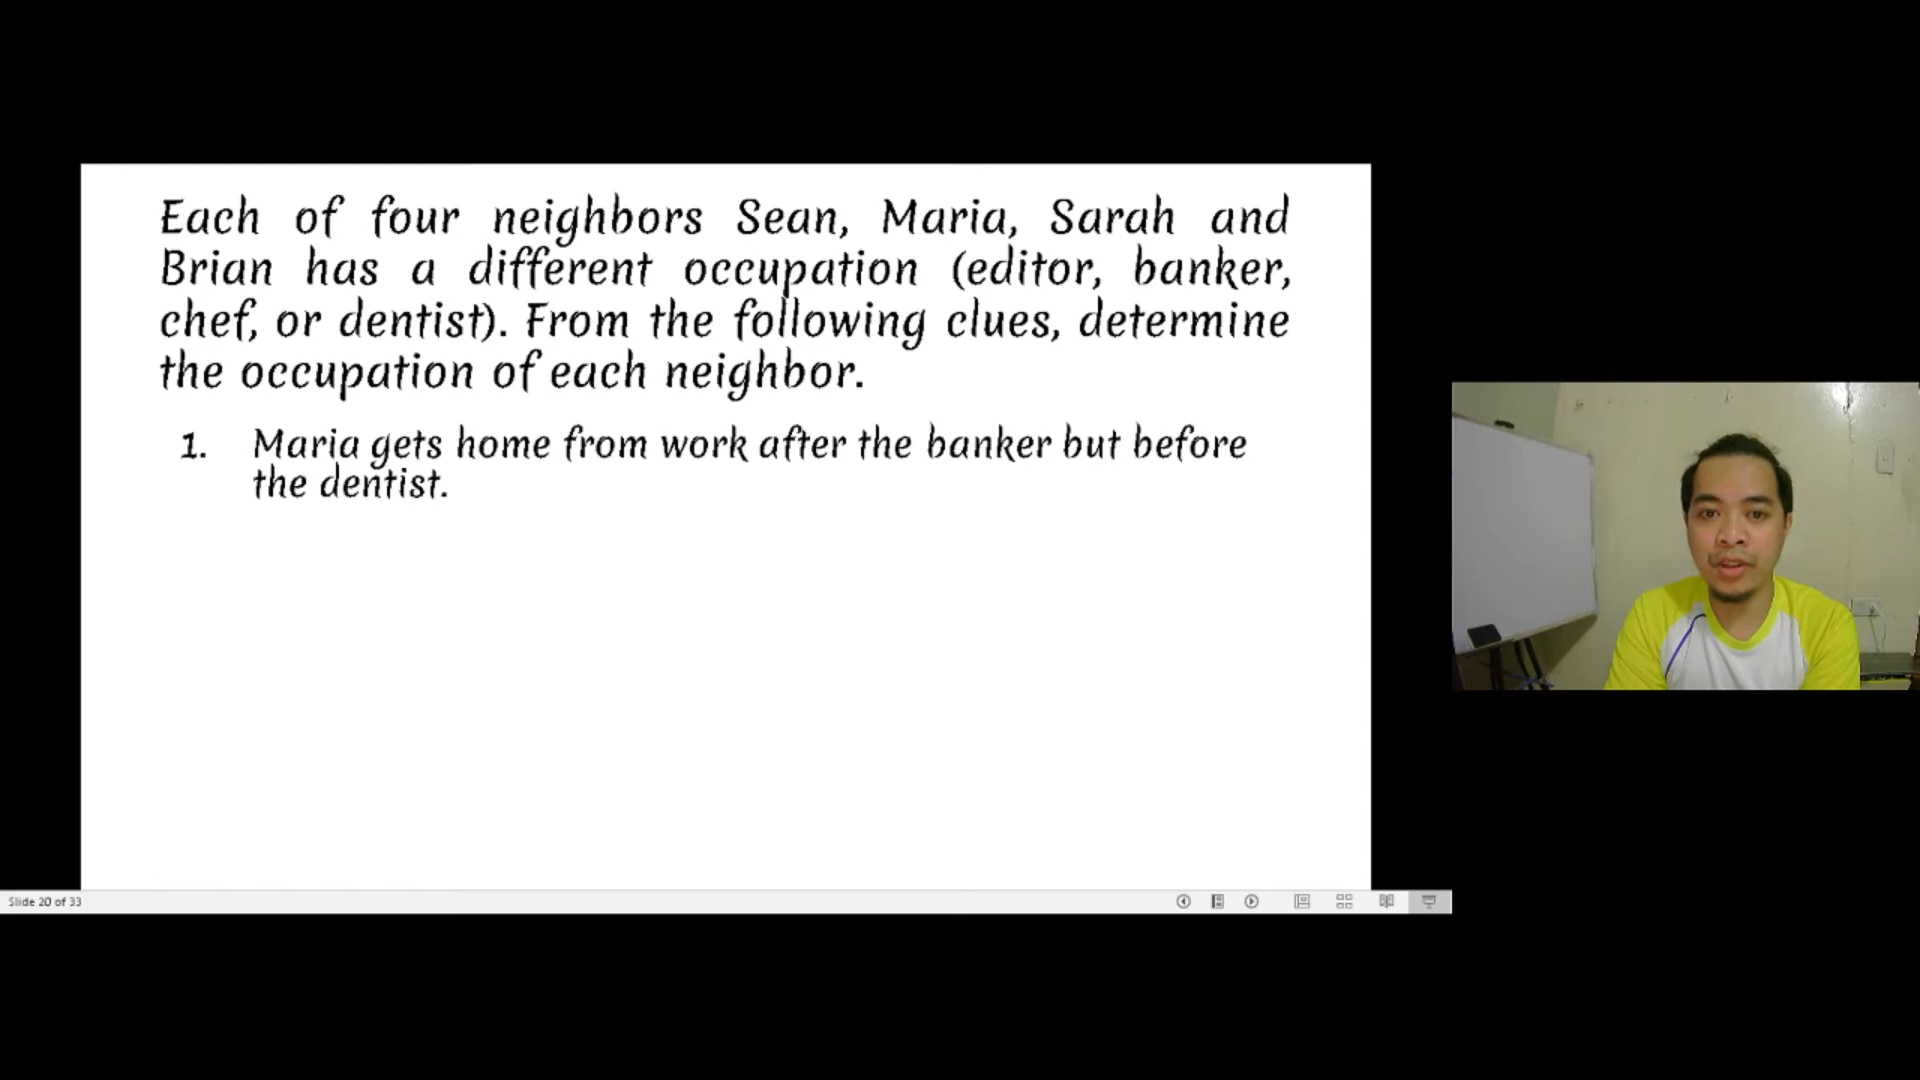 Each of four neighbors Sean, Maria, Sarah and
Brian has a different occupation (editor, banker,
chef, or dentist). From the following clues, determine
the occupation of each neighbor.
1. Maria gets home from work after the banker but before
the dentist.
Slide 20 of 33